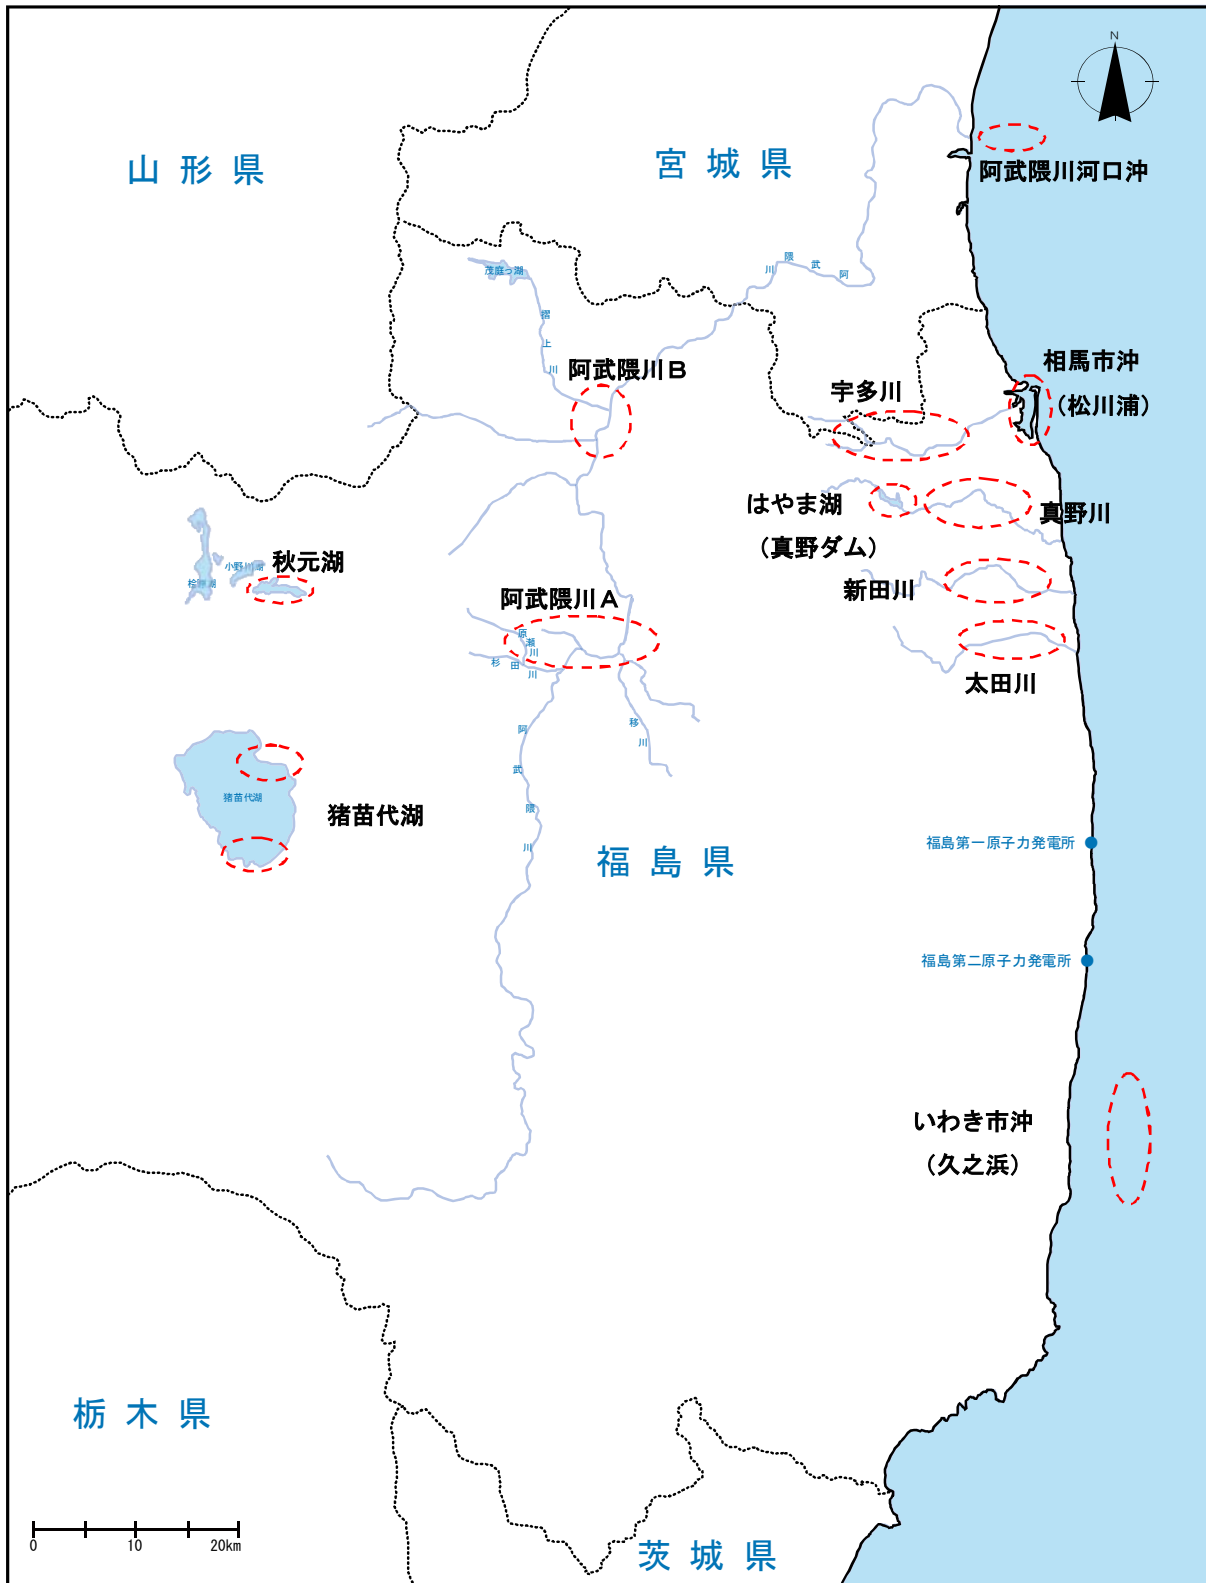 N
山形県
宮城県
阿武隈川河口沖
茂庭っ湖
摺上川
阿武隈川
阿武隈川B
宇多川
相馬市沖
(松川浦)
はやま湖
(真野ダム)
真野川
秋元湖
小野川湖
桧原湖
新田川
阿武隈川A
原瀬川
杉田川
太田川
移川
阿武隈川
猪苗代湖
猪苗代湖
福島県
福島第一原子力発電所
福島第二原子力発電所
いわき市沖
(久之浜)
栃木県
茨城県
0 10 20km